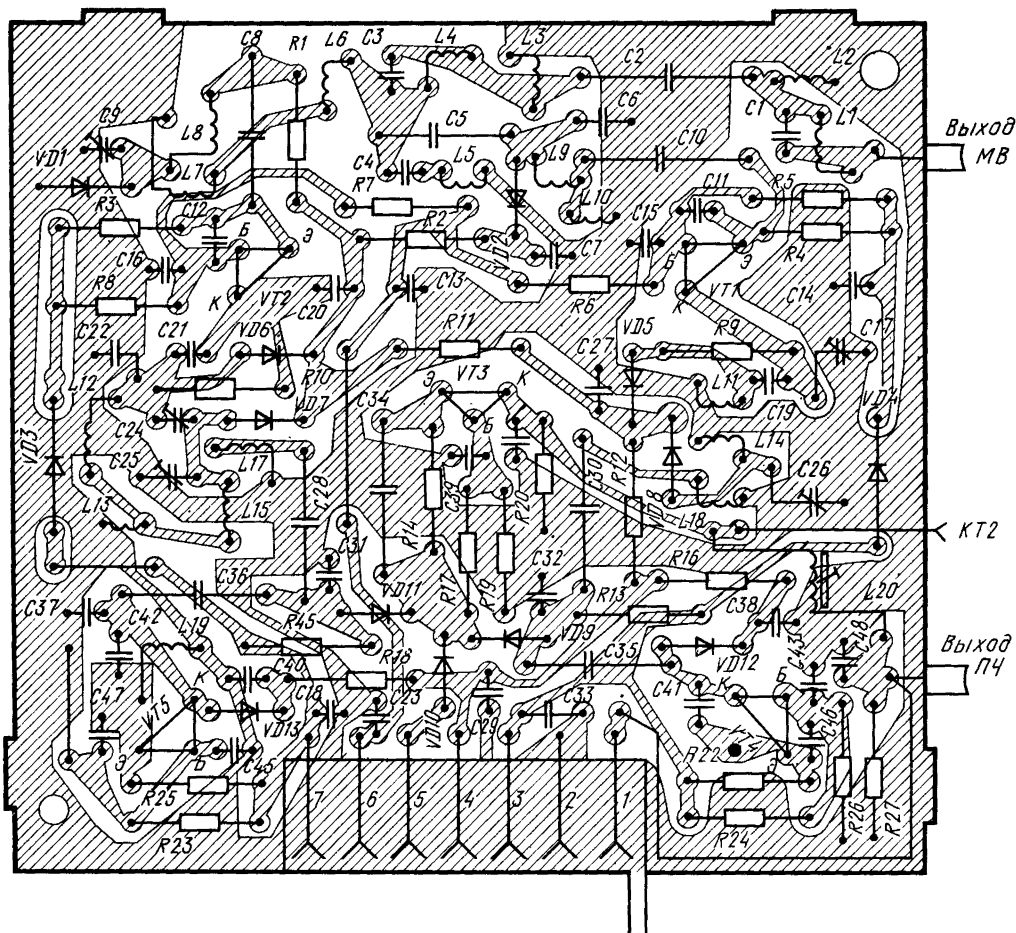 C8 R1 L6 C3 L4 L3 C2 L2
C9 L8 C5 C6 C1 L1
Выход
МВ
VD1 L7 C4 L5 L9 C10
R7 L10 C11 R5
R3 C12 R2 C15
C16 Б Э C7 Б Э R4
R8 К VT2 C20 C13 R6 К VT1 C14
C22 C21 VD6 R11 VD5 R9 C17
L12 R10 VT3 C27 L11
C24 VD7 C34 Э К C19 VD4
VD3 Б L14
C25 L17 C30 R15 C26
C28 C39 R20
L13 L15 R14 VD8 L18
КТ2
C31 C32 R16
C36 VD11 R17 R19 R13 C38 L20
C37 C42 R45 VD9 C43 C48
L19 R18 C35 VD12
Выход
ПЧ
C47 К C40 C18 C41 К Б
VT5 VD13 VD10 C29 C33 C46
Э Б C45 R22 Э
R25 R26 R27
R23 R24
7 6 5 4 3 2 1